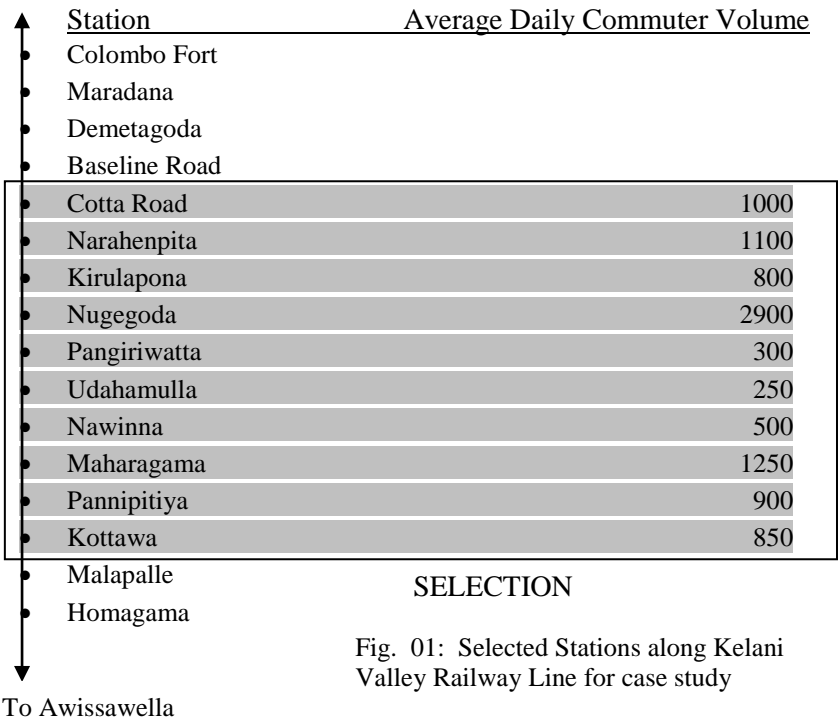 Station Average Daily Commuter Volume
• Colombo Fort
• Maradana
• Demetagoda
• Baseline Road
• Cotta Road 1000
• Narahenpita 1100
• Kirulapona 800
• Nugegoda 2900
• Pangiriwatta 300
• Udahamulla 250
• Nawinna 500
• Maharagama 1250
• Pannipitiya 900
• Kottawa 850
• Malapalle
SELECTION
• Homagama
Fig. 01: Selected Stations along Kelani
Valley Railway Line for case study
To Awissawella